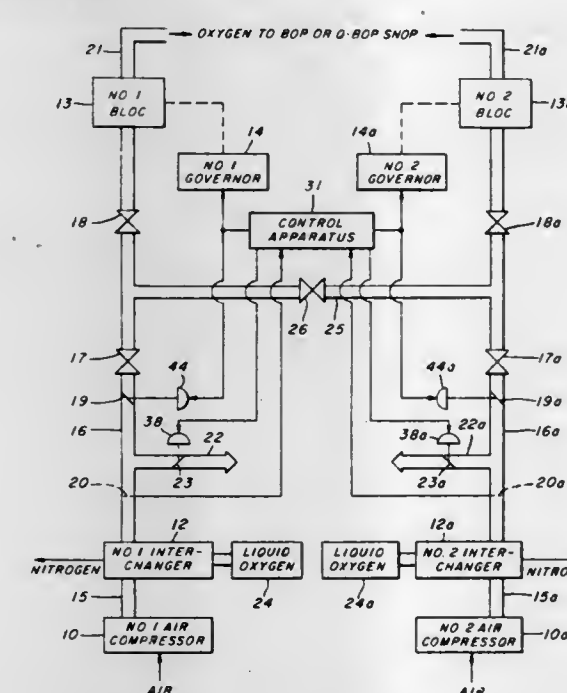 OXYGEN TO BOP OR Q-BOP SHOP
21
21a
NO 1
BLOC
13
NO 2
BLOC
13
14
14a
NO 1
GOVERNOR
NO 2
GOVERNOR
31
CONTROL
APPARATUS
18
18a
26
25
17
17a
44
44a
19
19a
16
16a
38
38a
22
22a
23
23a
20
20a
12
12a
NO 1 INTER-
CHANGER
LIQUID
OXYGEN
LIQUID
OXYGEN
NO. 2 INTER-
CHANGER
NITROGEN
NITRO
15
24
24a
15a
10
NO 1 AIR
COMPRESSOR
NO 2 AIR
COMPRESSOR
10a
AIR
AIR